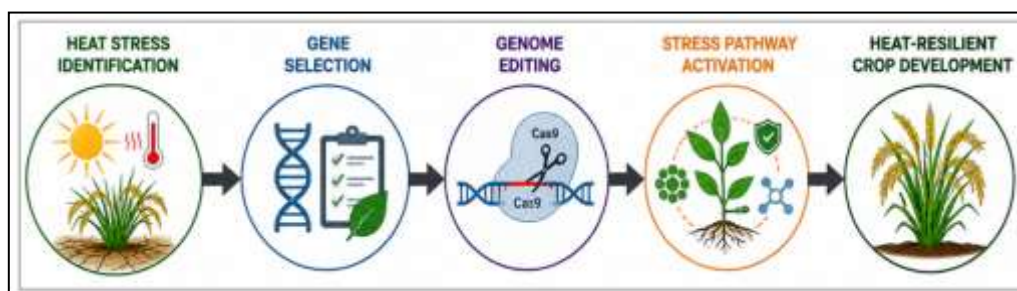 HEAT STRESS
IDENTIFICATION
GENE
SELECTION
GENOME
EDITING
STRESS PATHWAY
ACTIVATION
HEAT-RESILIENT
CROP DEVELOPMENT
Cas9
Cas9